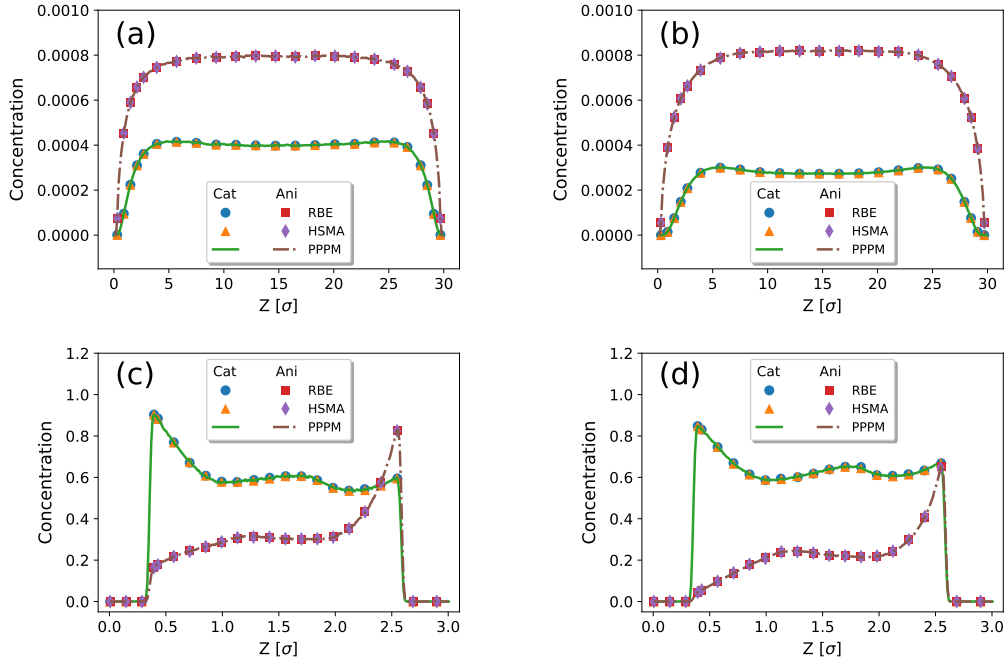 (a)
Concentration
0.0010
0.0008
0.0006
0.0004
0.0002
0.0000
Cat Ani
RBE
HSMA
PPPM
0 5 10 15 20 25 30
Z [σ]
(b)
Concentration
0.0010
0.0008
0.0006
0.0004
0.0002
0.0000
Cat Ani
RBE
HSMA
PPPM
0 5 10 15 20 25 30
Z [σ]
(c)
Concentration
1.2
1.0
0.8
0.6
0.4
0.2
0.0
Cat Ani
RBE
HSMA
PPPM
0.0 0.5 1.0 1.5 2.0 2.5 3.0
Z [σ]
(d)
Concentration
1.2
1.0
0.8
0.6
0.4
0.2
0.0
Cat Ani
RBE
HSMA
PPPM
0.0 0.5 1.0 1.5 2.0 2.5 3.0
Z [σ]